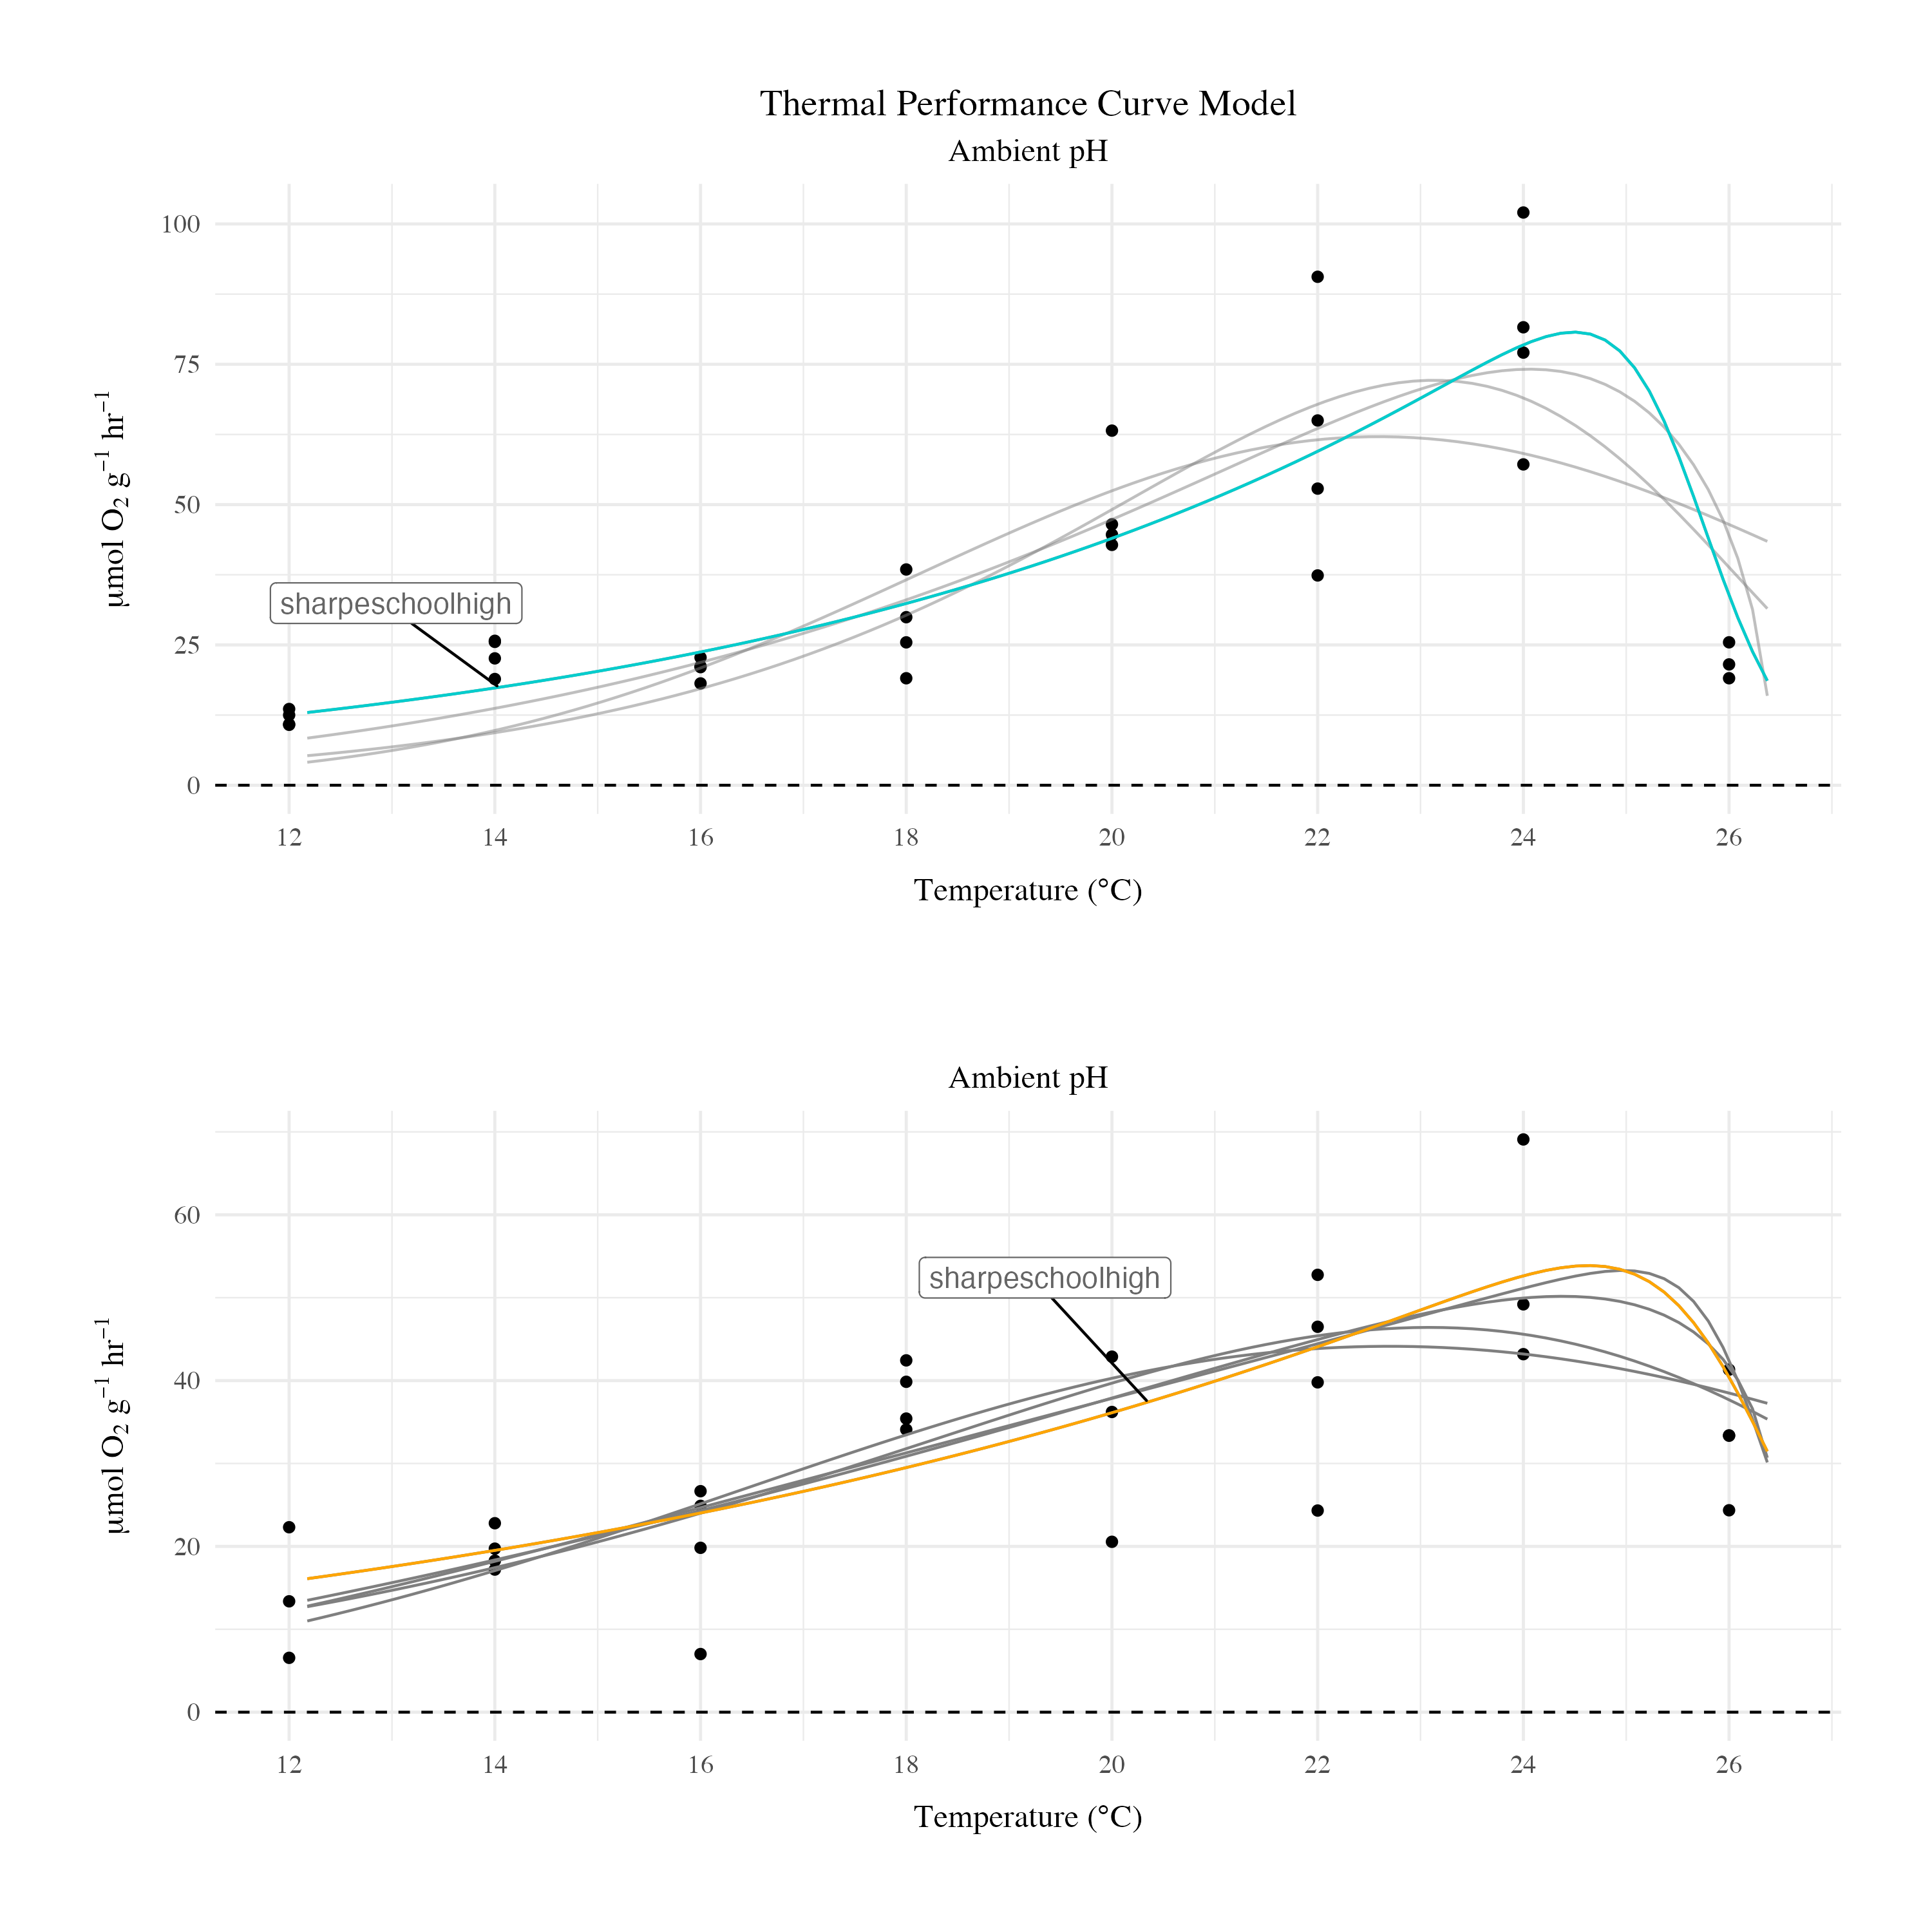 Thermal Performance Curve Model
Ambient pH
100
75
50
25
0
µmol O₂ g⁻¹ hr⁻¹
sharpeschoolhigh
12 14 16 18 20 22 24 26
Temperature (°C)
Ambient pH
60
40
20
0
µmol O₂ g⁻¹ hr⁻¹
sharpeschoolhigh
12 14 16 18 20 22 24 26
Temperature (°C)